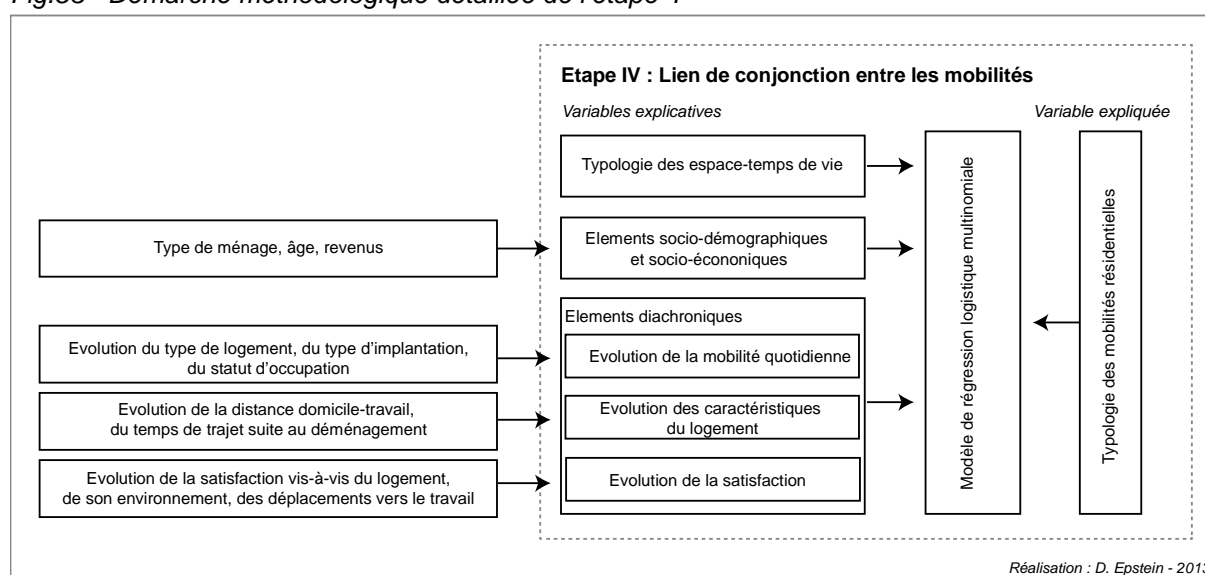 Fig.38 - Démarche méthodologique détaillée de l'étape 4
Etape IV : Lien de conjonction entre les mobilités
Variables explicatives
Variable expliquée
Typologie des espace-temps de vie
Type de ménage, âge, revenus
Elements socio-démographiques
et socio-écononiques
Elements diachroniques
Evolution du type de logement, du type d'implantation,
du statut d'occupation
Evolution de la mobilité quotidienne
Evolution de la distance domicile-travail,
du temps de trajet suite au déménagement
Evolution des caractéristiques
du logement
Evolution de la satisfaction vis-à-vis du logement,
de son environnement, des déplacements vers le travail
Evolution de la satisfaction
Modèle de régression logistique multinomiale
Typologie des mobilités résidentielles
Réalisation : D. Epstein - 2013